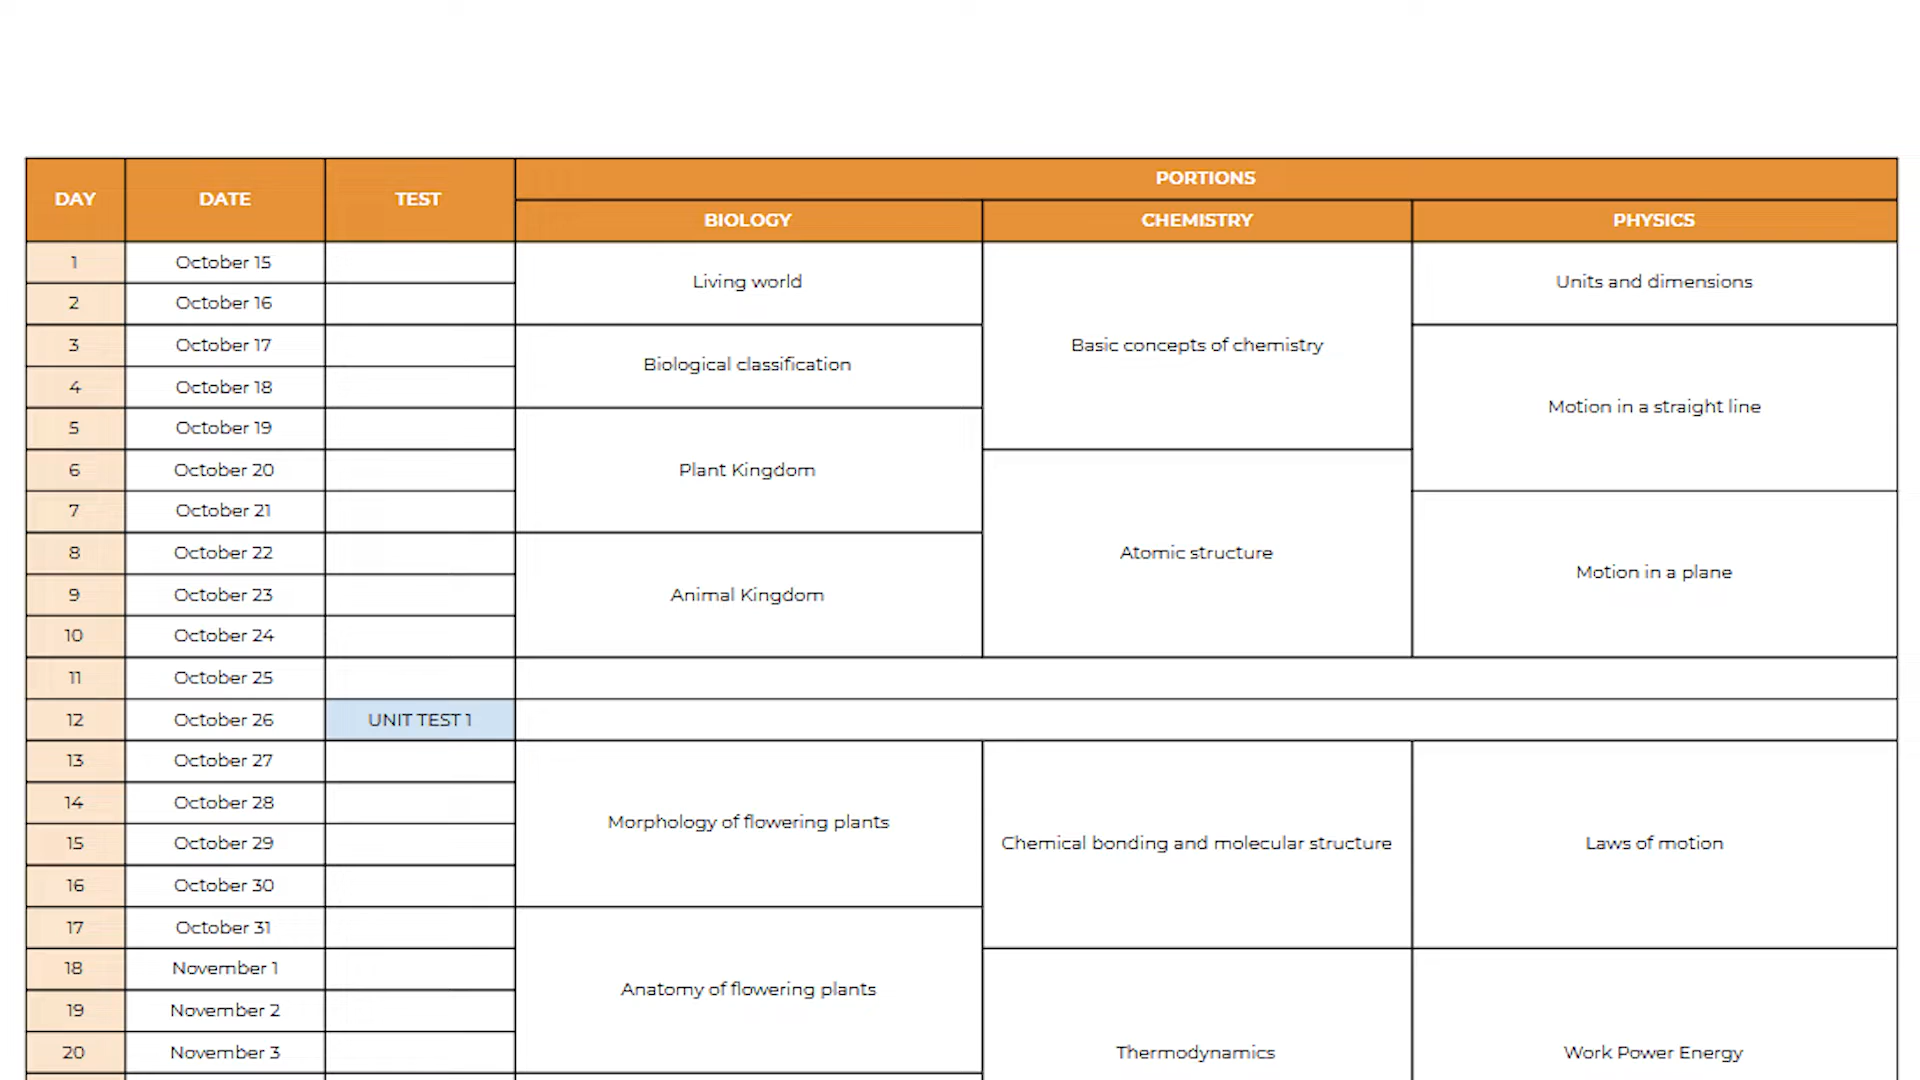 PORTIONS
DAY DATE TEST
BIOLOGY CHEMISTRY PHYSICS
1 October 15
Living world Units and dimensions
2 October 16
3 October 17 Basic concepts of chemistry
Biological classification
4 October 18
Motion in a straight line
5 October 19
6 October 20 Plant Kingdom
7 October 21
8 October 22 Atomic structure
Motion in a plane
9 October 23 Animal Kingdom
10 October 24
11 October 25
12 October 26 UNIT TEST 1
13 October 27
14 October 28
Morphology of flowering plants
15 October 29 Chemical bonding and molecular structure Laws of motion
16 October 30
17 October 31
18 November 1
Anatomy of flowering plants
19 November 2
20 November 3 Thermodynamics Work Power Energy